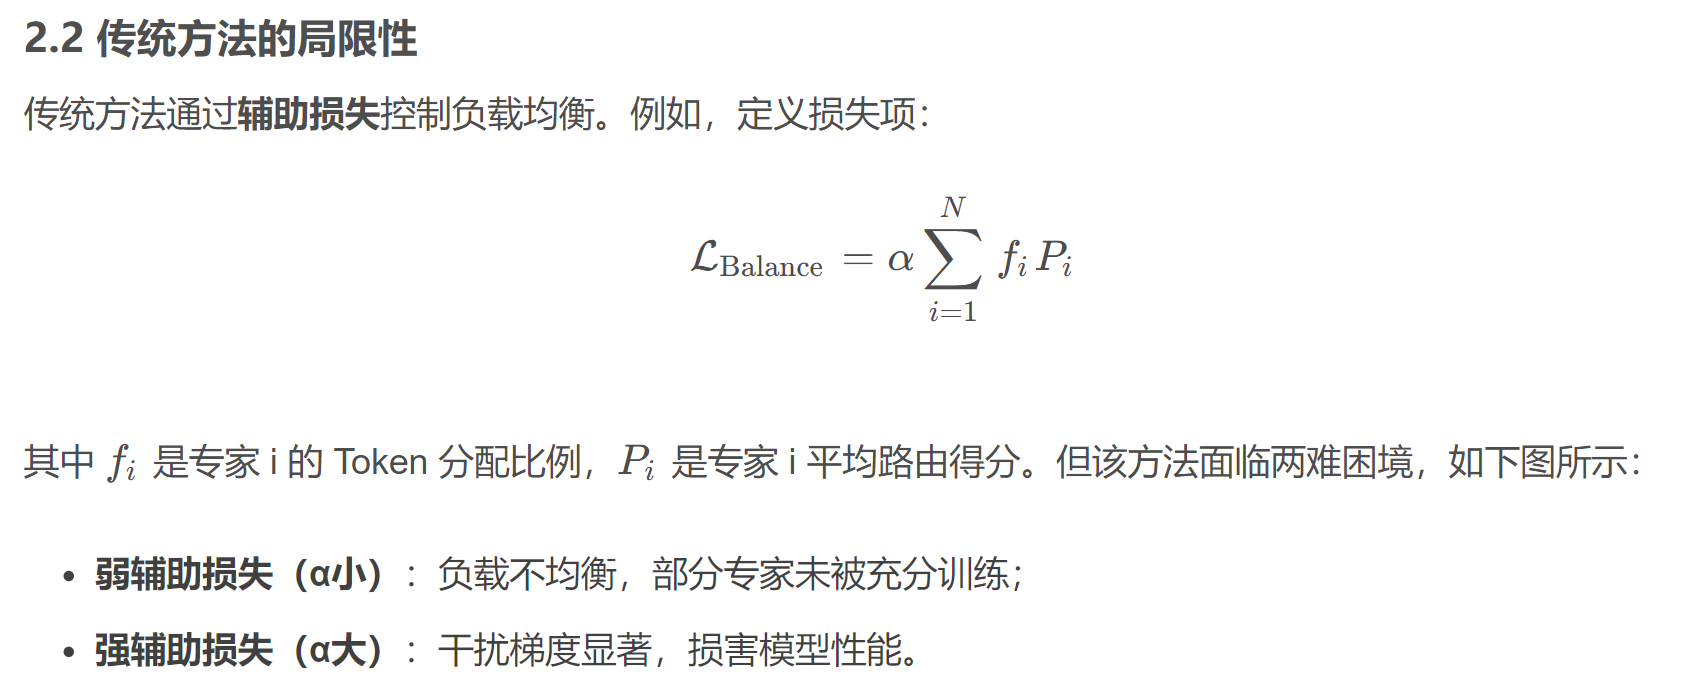 2.2 传统方法的局限性
传统方法通过辅助损失控制负载均衡。例如，定义损失项：
$$\mathcal{L}_{\text{Balance}} = \alpha \sum_{i=1}^{N} f_i P_i$$
其中 $f_i$ 是专家 i 的 Token 分配比例，$P_i$ 是专家 i 平均路由得分。但该方法面临两难困境，如下图所示：
• 弱辅助损失（α小）：负载不均衡，部分专家未被充分训练；
• 强辅助损失（α大）：干扰梯度显著，损害模型性能。